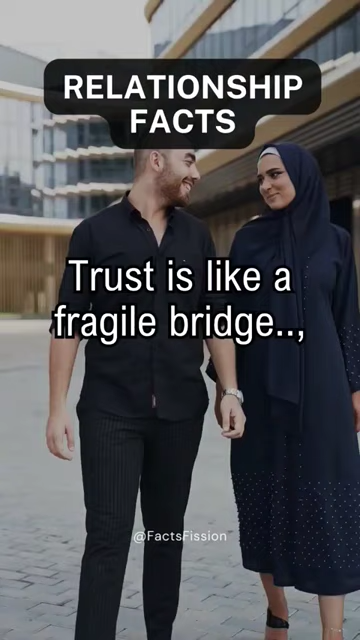 RELATIONSHIP
FACTS
Trust is like a
fragile bridge..,
@FactsFission